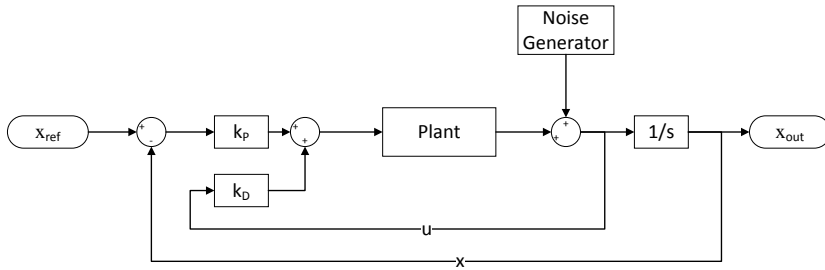 Noise
Generator
+
+
x_ref
+
-
k_P
+
+
Plant
+
1/s
x_out
k_D
u
x